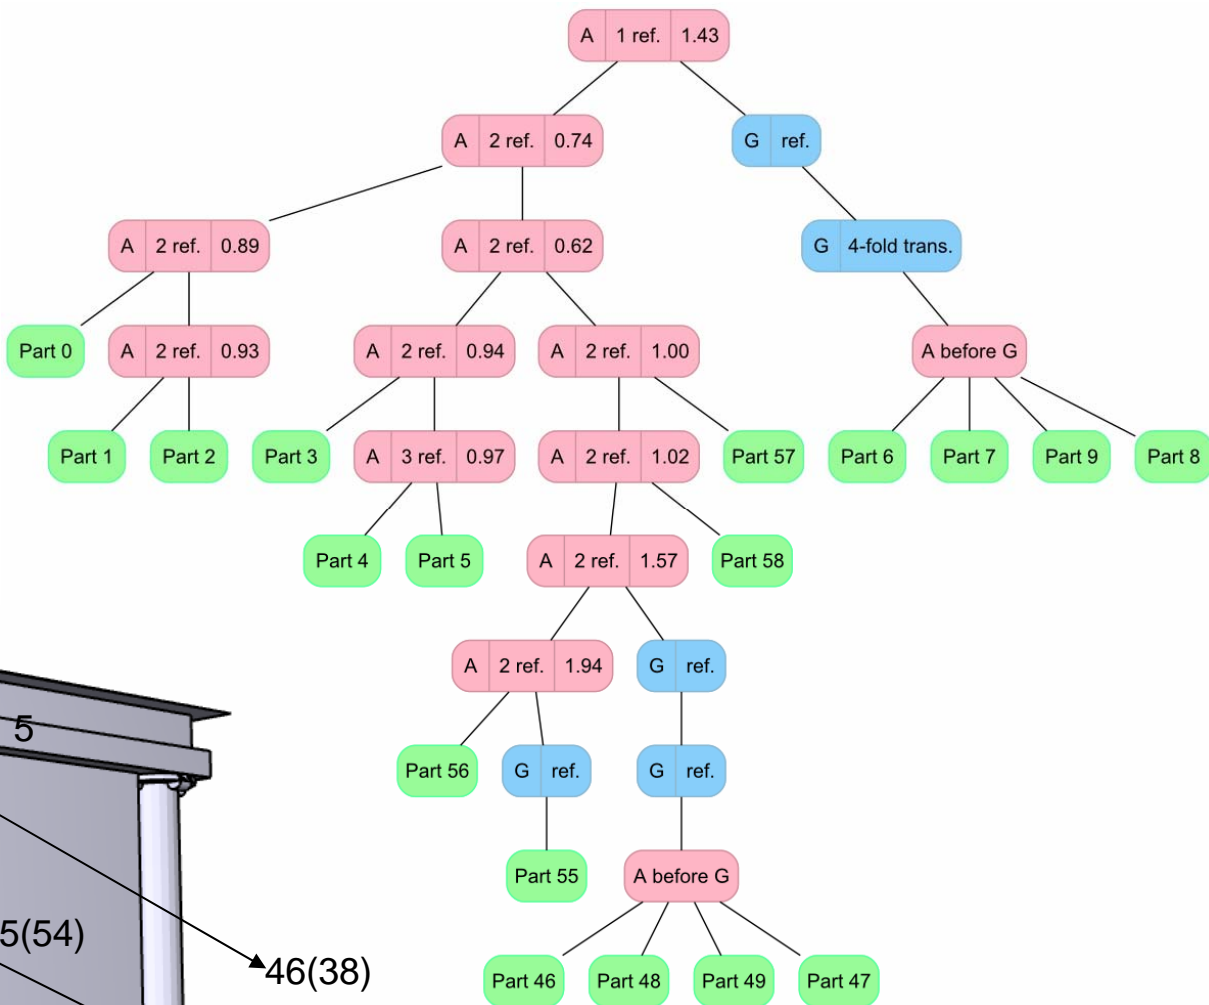 A 1 ref. 1.43
A 2 ref. 0.74 G ref.
A 2 ref. 0.89 A 2 ref. 0.62 G 4-fold trans.
Part 0 A 2 ref. 0.93 A 2 ref. 0.94 A 2 ref. 1.00 A before G
Part 1 Part 2 Part 3 A 3 ref. 0.97 A 2 ref. 1.02 Part 57 Part 6 Part 7 Part 9 Part 8
Part 4 Part 5 A 2 ref. 1.57 Part 58
A 2 ref. 1.94 G ref.
5
Part 56 G ref. G ref.
Part 55 A before G
5(54)
46(38)
Part 46 Part 48 Part 49 Part 47